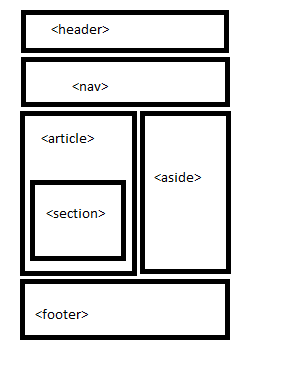 <header>
<nav>
<article>
<section>
<aside>
<footer>